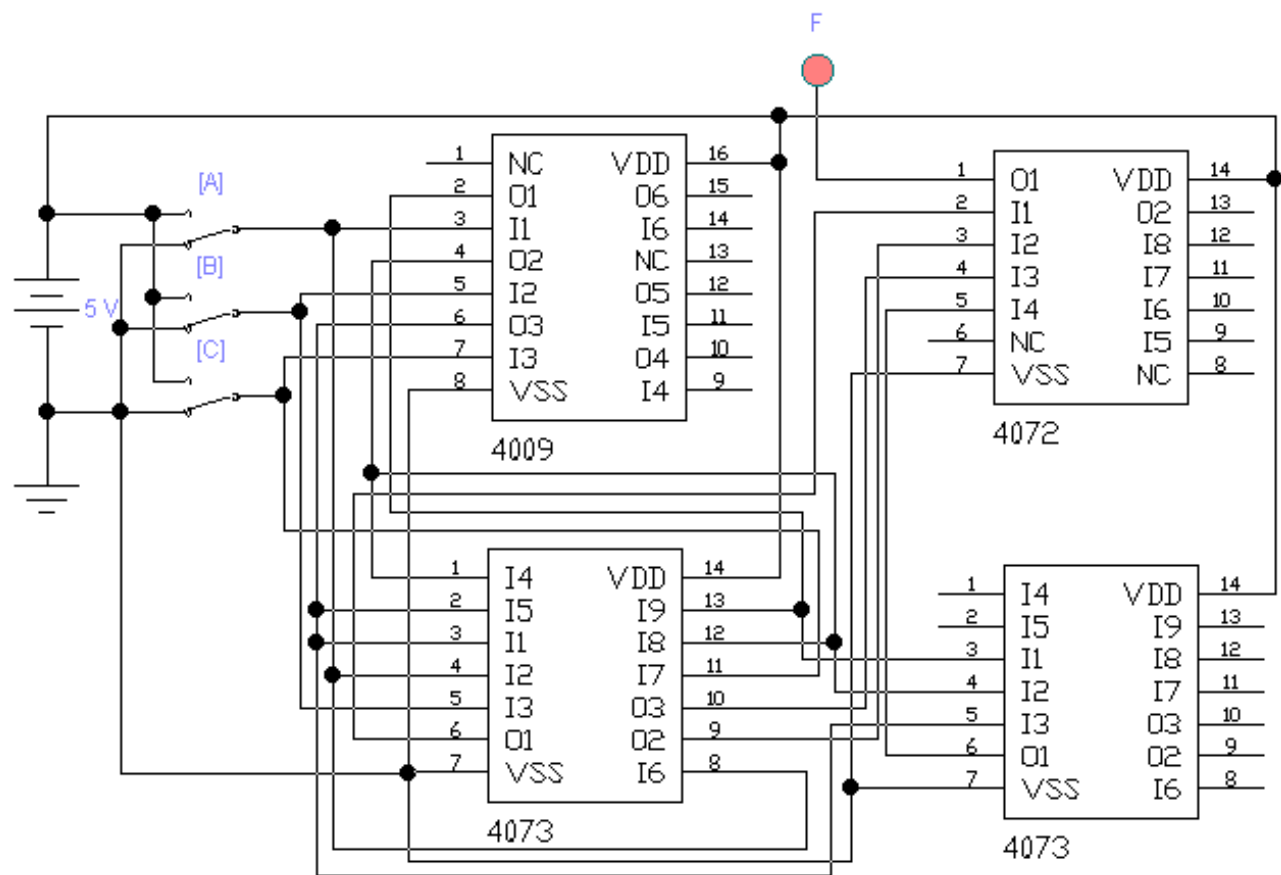 F
[A]
[B]
5 V
[C]
1 NC VDD 16
2 O1 O6 15
3 I1 I6 14
4 O2 NC 13
5 I2 O5 12
6 O3 I5 11
7 I3 O4 10
8 VSS I4 9
4009
1 O1 VDD 14
2 I1 O2 13
3 I2 I8 12
4 I3 I7 11
5 I4 I6 10
6 NC I5 9
7 VSS NC 8
4072
1 I4 VDD 14
2 I5 I9 13
3 I1 I8 12
4 I2 I7 11
5 I3 O3 10
6 O1 O2 9
7 VSS I6 8
4073
1 I4 VDD 14
2 I5 I9 13
3 I1 I8 12
4 I2 I7 11
5 I3 O3 10
6 O1 O2 9
7 VSS I6 8
4073